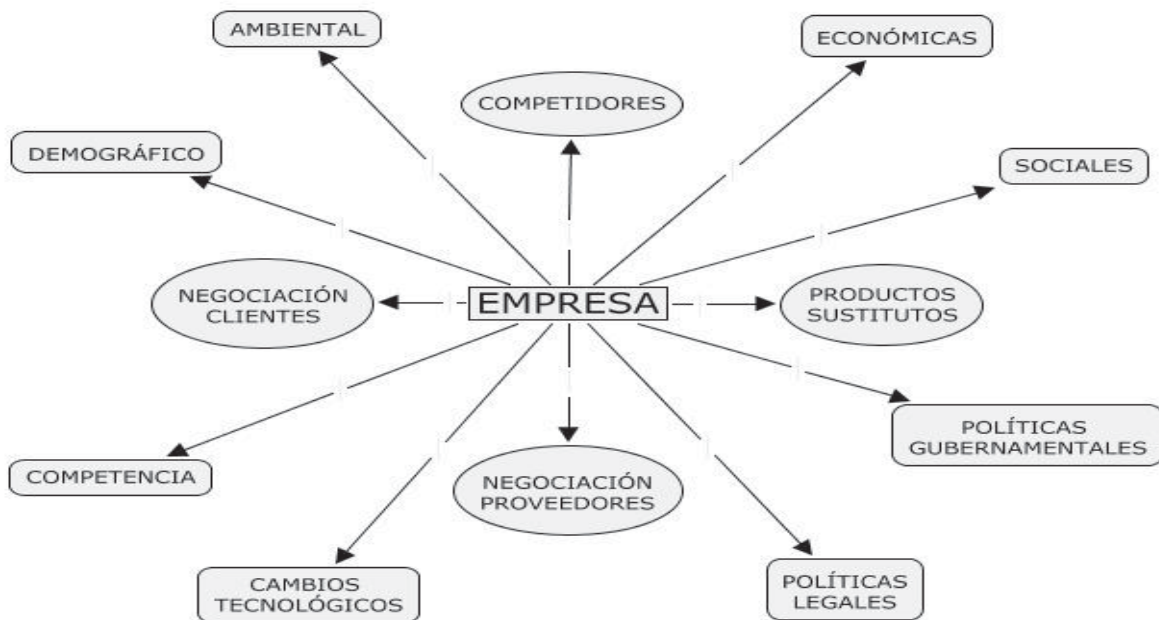 AMBIENTAL
ECONÓMICAS
COMPETIDORES
DEMOGRÁFICO
SOCIALES
NEGOCIACIÓN
CLIENTES
EMPRESA
PRODUCTOS
SUSTITUTOS
POLÍTICAS
GUBERNAMENTALES
COMPETENCIA
NEGOCIACIÓN
PROVEEDORES
CAMBIOS
TECNOLÓGICOS
POLÍTICAS
LEGALES